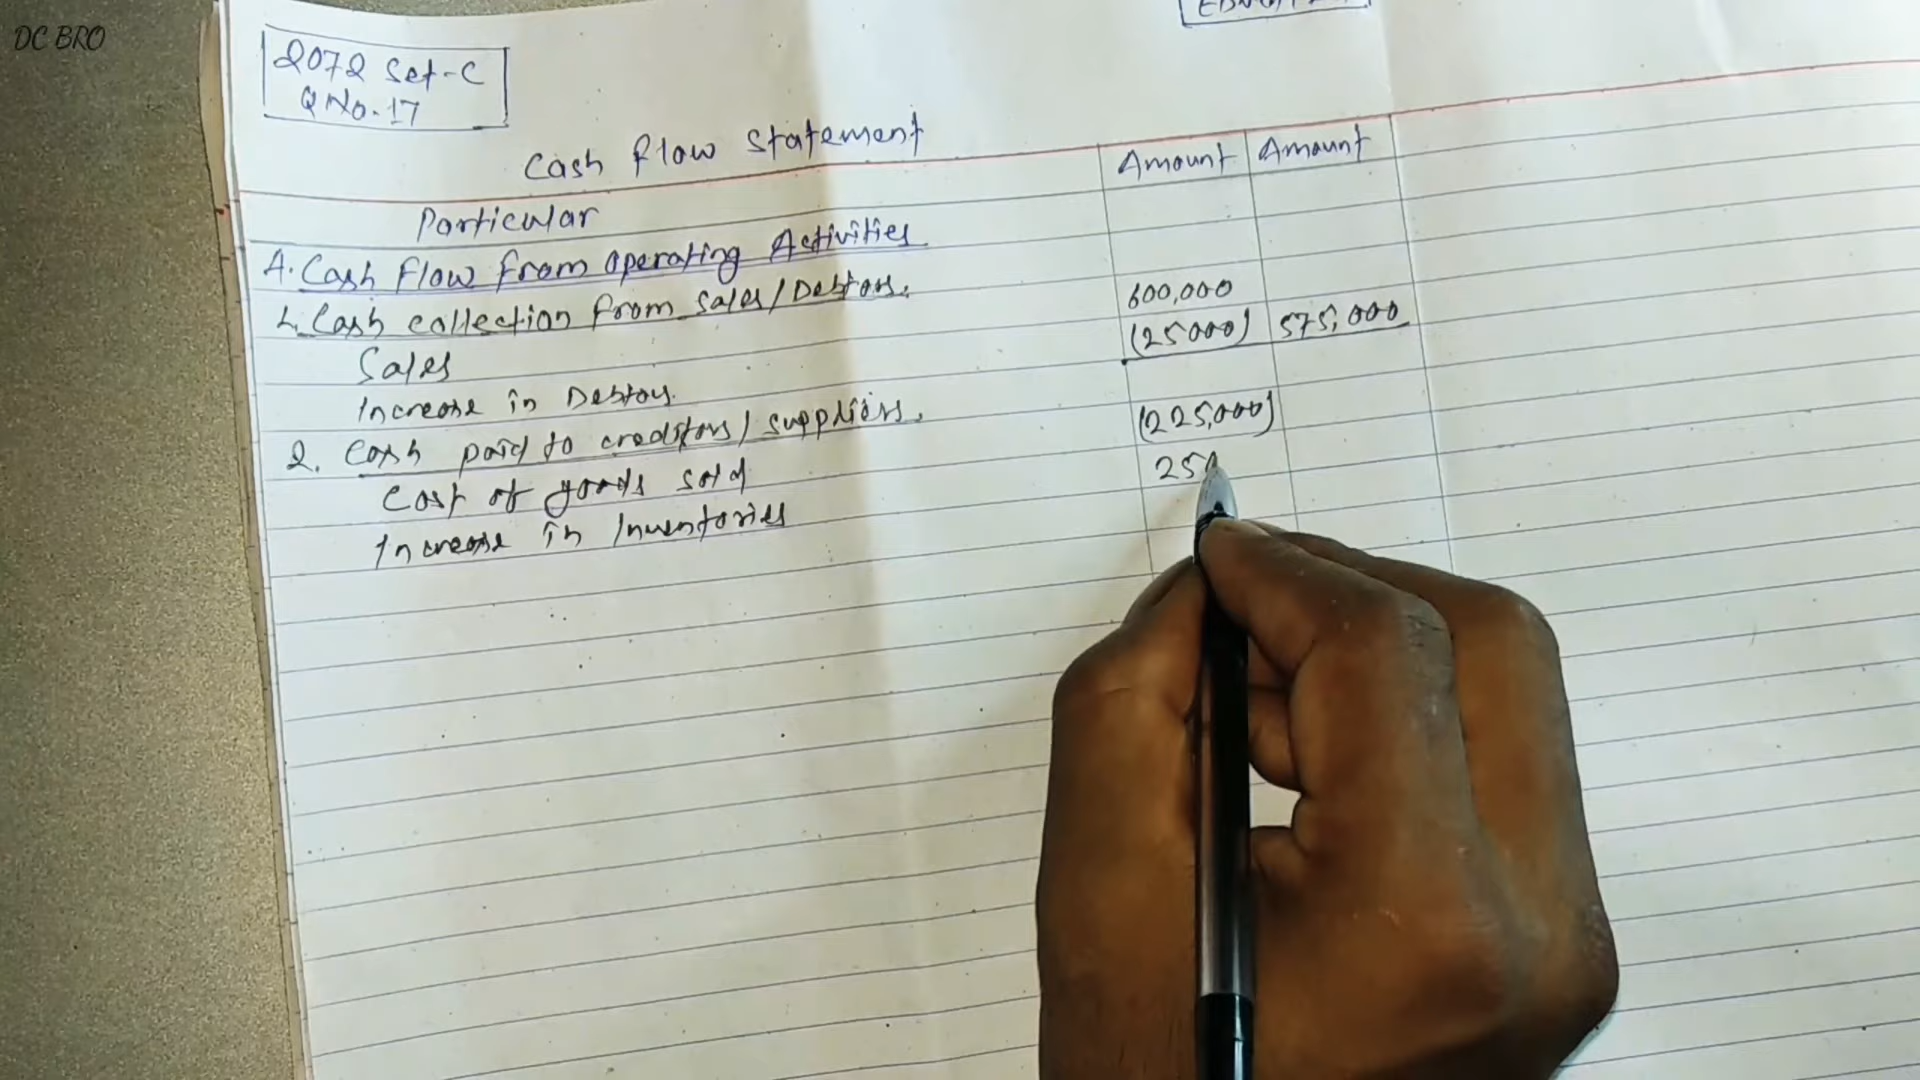 DC BRO
2072 Set-C
Q No. 17
Cash flow statement
Particular
Amount
Amount
A. Cash flow from operating Activities
1. Cash collection from sales/Debtors.
Sales
600,000
Increase in Debtors.
(25000)
575,000
2. Cash paid to creditors/suppliers.
Cost of goods sold
(225,000)
Increase in Inventories
25